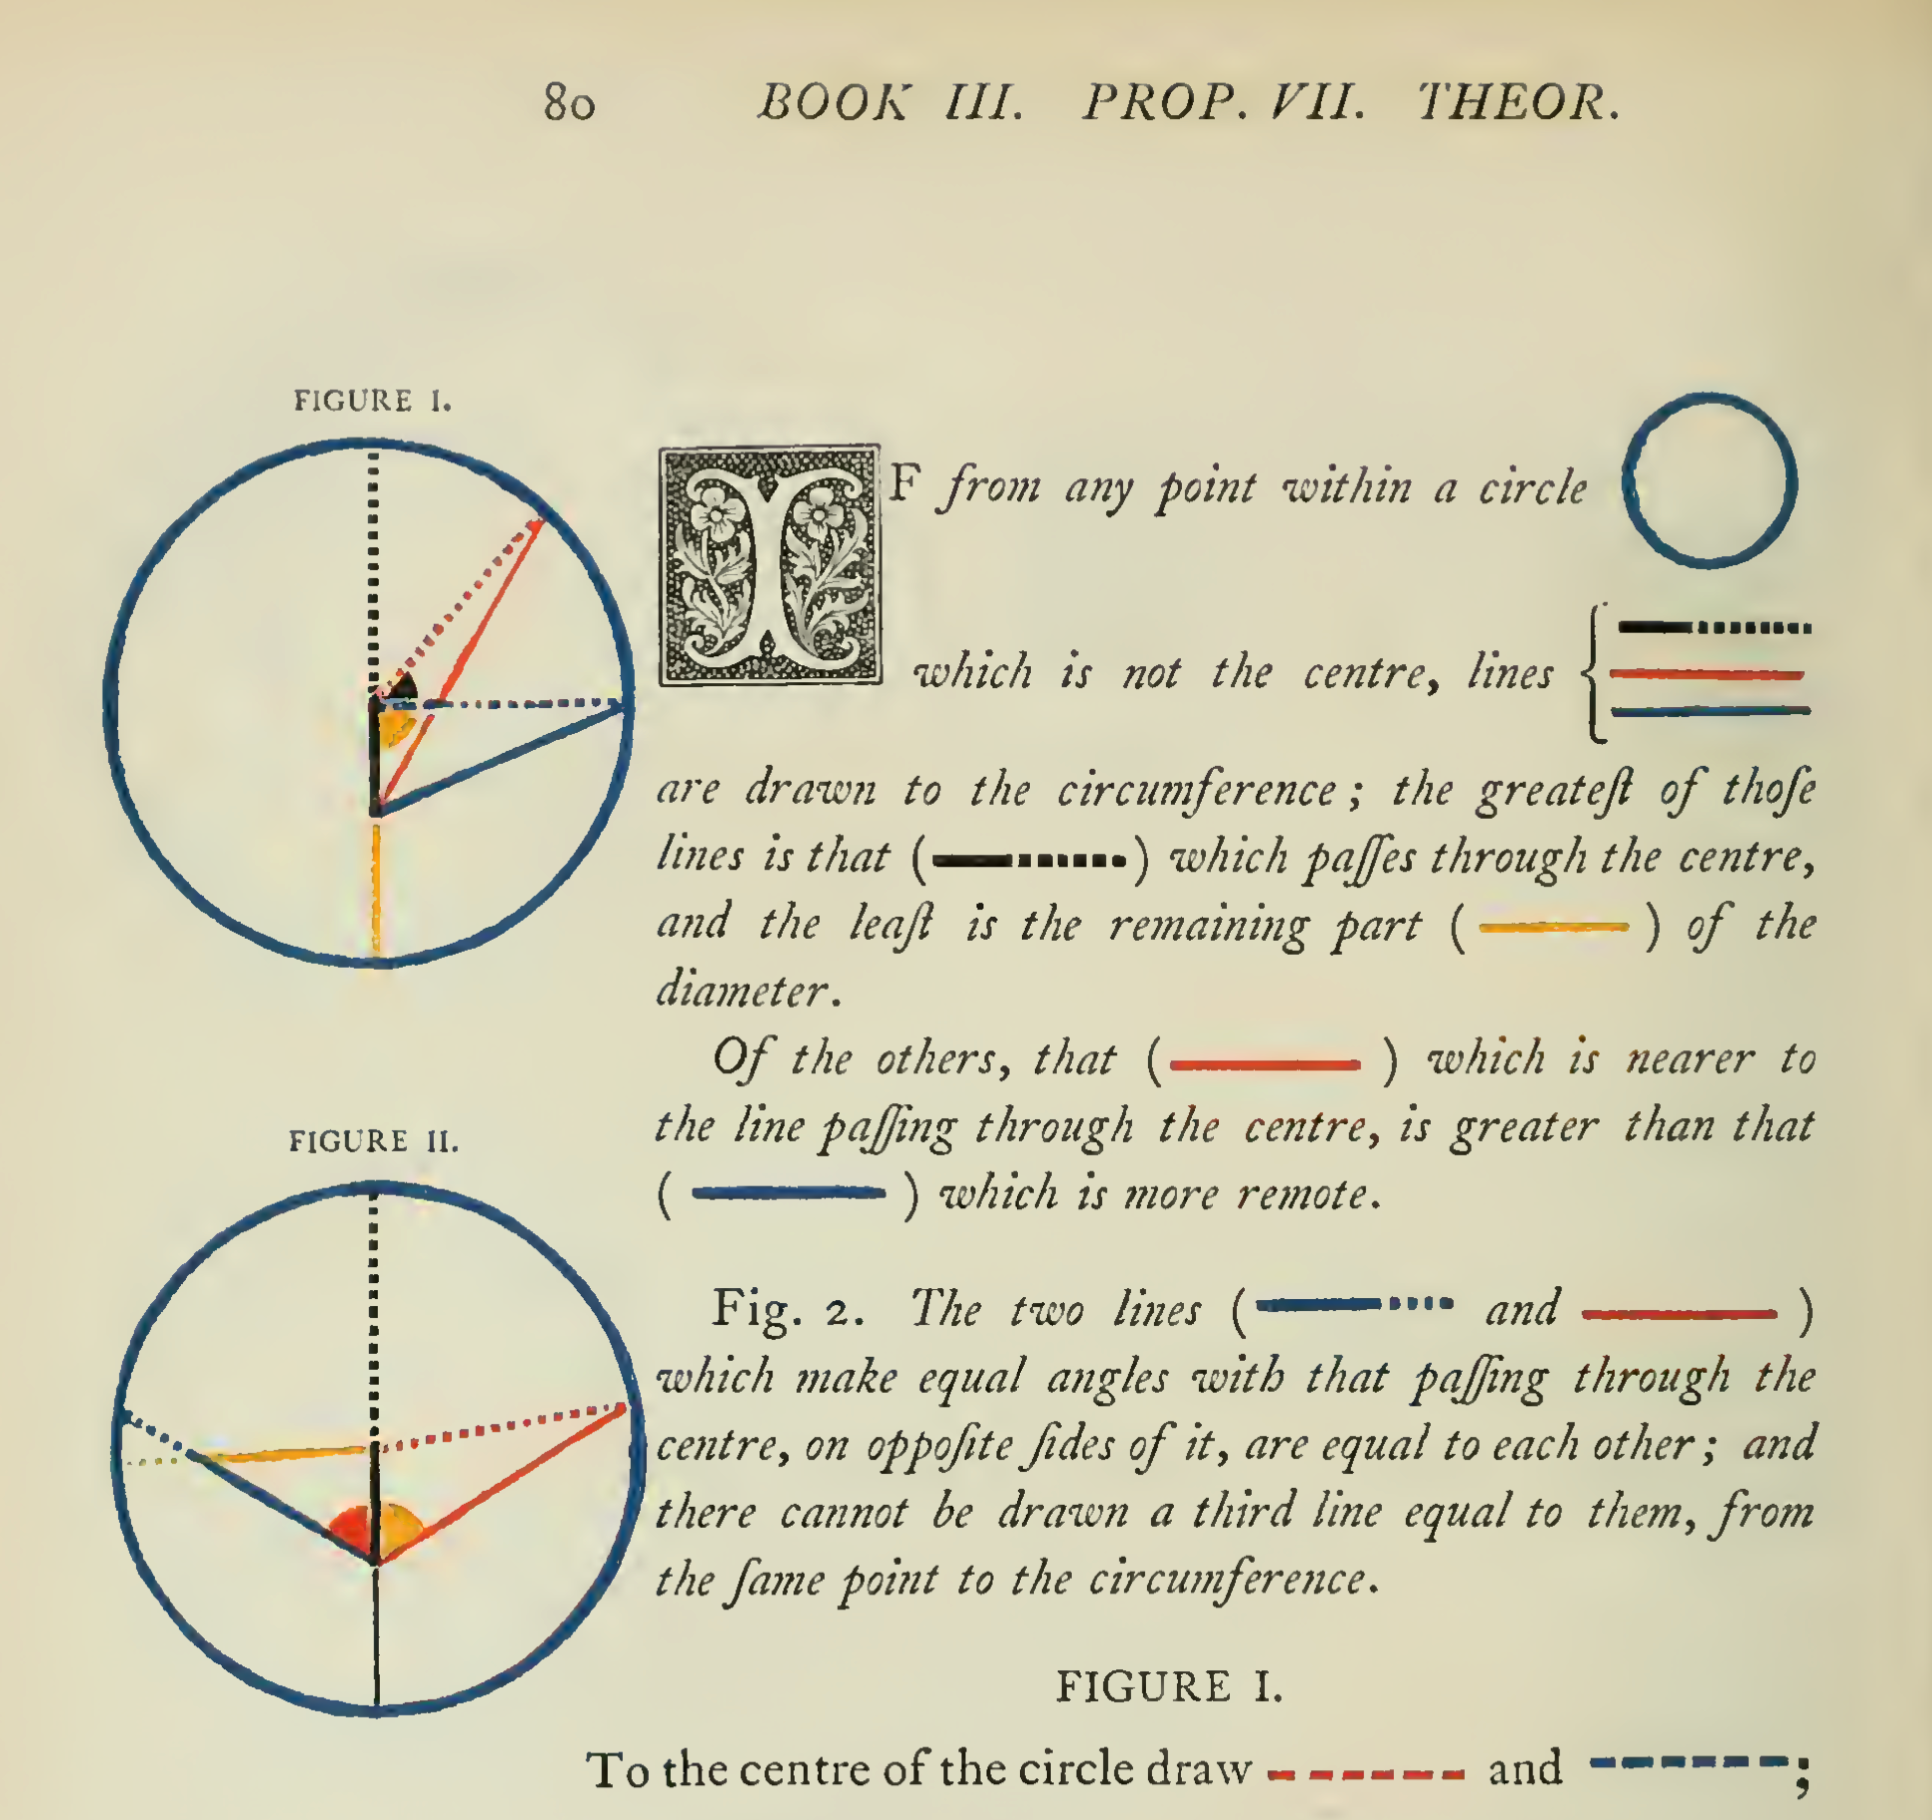 80 BOOK III. PROP. VII. THEOR.
FIGURE I.
IF from any point within a circle
which is not the centre, lines
are drawn to the circumference; the greateſt of thoſe
lines is that ( ) which paſſes through the centre,
and the leaſt is the remaining part ( ) of the
diameter.
Of the others, that ( ) which is nearer to
the line paſſing through the centre, is greater than that
( ) which is more remote.
FIGURE II.
Fig. 2. The two lines ( and )
which make equal angles with that paſſing through the
centre, on oppoſite ſides of it, are equal to each other; and
there cannot be drawn a third line equal to them, from
the ſame point to the circumference.
FIGURE I.
To the centre of the circle draw and ;